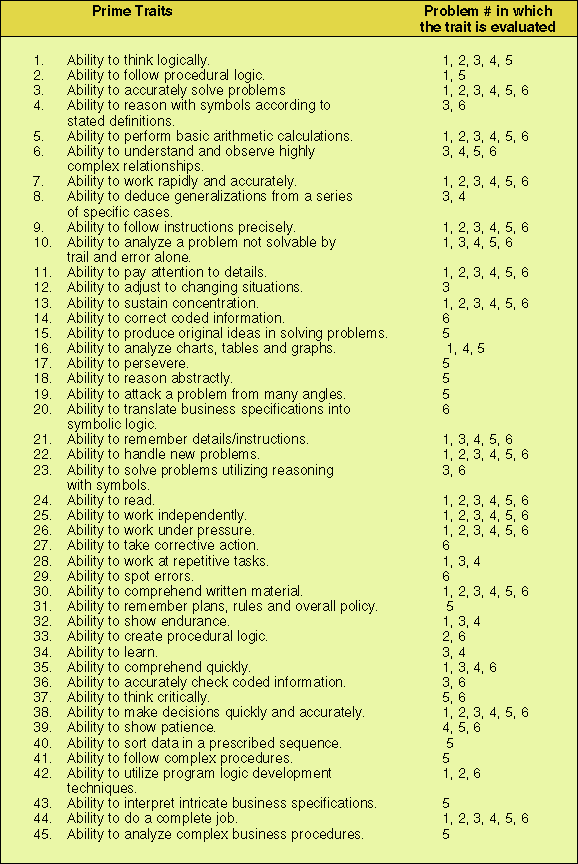 Prime Traits Problem # in which
the trait is evaluated
1. Ability to think logically. 1, 2, 3, 4, 5
2. Ability to follow procedural logic. 1, 5
3. Ability to accurately solve problems 1, 2, 3, 4, 5, 6
4. Ability to reason with symbols according to 3, 6
stated definitions.
5. Ability to perform basic arithmetic calculations. 1, 2, 3, 4, 5, 6
6. Ability to understand and observe highly 3, 4, 5, 6
complex relationships.
7. Ability to work rapidly and accurately. 1, 2, 3, 4, 5, 6
8. Ability to deduce generalizations from a series 3, 4
of specific cases.
9. Ability to follow instructions precisely. 1, 2, 3, 4, 5, 6
10. Ability to analyze a problem not solvable by 1, 3, 4, 5, 6
trail and error alone.
11. Ability to pay attention to details. 1, 2, 3, 4, 5, 6
12. Ability to adjust to changing situations. 3
13. Ability to sustain concentration. 1, 2, 3, 4, 5, 6
14. Ability to correct coded information. 6
15. Ability to produce original ideas in solving problems. 5
16. Ability to analyze charts, tables and graphs. 1, 4, 5
17. Ability to persevere. 5
18. Ability to reason abstractly. 5
19. Ability to attack a problem from many angles. 5
20. Ability to translate business specifications into 6
symbolic logic.
21. Ability to remember details/instructions. 1, 3, 4, 5, 6
22. Ability to handle new problems. 1, 2, 3, 4, 5, 6
23. Ability to solve problems utilizing reasoning 3, 6
with symbols.
24. Ability to read. 1, 2, 3, 4, 5, 6
25. Ability to work independently. 1, 2, 3, 4, 5, 6
26. Ability to work under pressure. 1, 2, 3, 4, 5, 6
27. Ability to take corrective action. 6
28. Ability to work at repetitive tasks. 1, 3, 4
29. Ability to spot errors. 6
30. Ability to comprehend written material. 1, 2, 3, 4, 5, 6
31. Ability to remember plans, rules and overall policy. 5
32. Ability to show endurance. 1, 3, 4
33. Ability to create procedural logic. 2, 6
34. Ability to learn. 3, 4
35. Ability to comprehend quickly. 1, 3, 4, 6
36. Ability to accurately check coded information. 3, 6
37. Ability to think critically. 5, 6
38. Ability to make decisions quickly and accurately. 1, 2, 3, 4, 5, 6
39. Ability to show patience. 4, 5, 6
40. Ability to sort data in a prescribed sequence. 5
41. Ability to follow complex procedures. 5
42. Ability to utilize program logic development 1, 2, 6
techniques.
43. Ability to interpret intricate business specifications. 5
44. Ability to do a complete job. 1, 2, 3, 4, 5, 6
45. Ability to analyze complex business procedures. 5